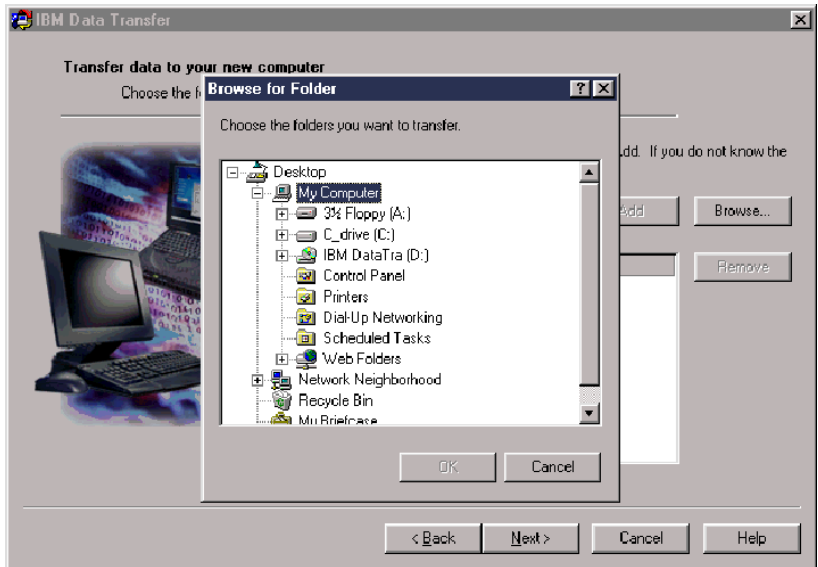 IBM Data Transfer
Transfer data to your new computer
Choose the f
Browse for Folder
Choose the folders you want to transfer.
Add. If you do not know the
Desktop
My Computer
3½ Floppy (A:)
C_drive (C:)
IBM DataTra (D:)
Control Panel
Printers
Dial-Up Networking
Scheduled Tasks
Web Folders
Network Neighborhood
Recycle Bin
My Briefcase
Add
Browse...
Remove
OK
Cancel
< Back
Next >
Cancel
Help